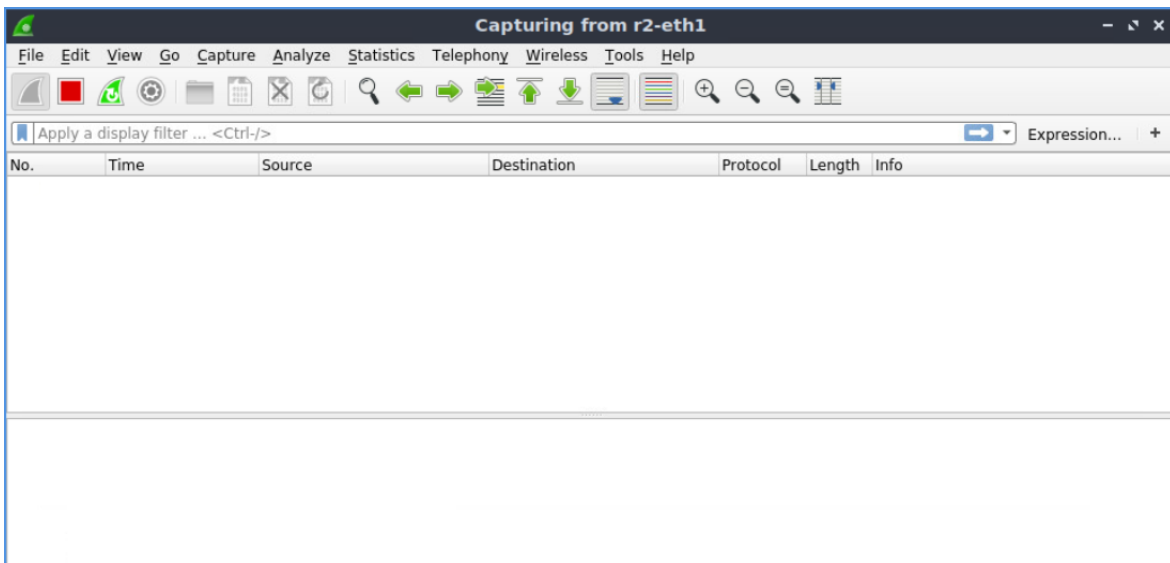 Capturing from r2-eth1
File Edit View Go Capture Analyze Statistics Telephony Wireless Tools Help
Apply a display filter ... <Ctrl-/> Expression... +
No. Time Source Destination Protocol Length Info